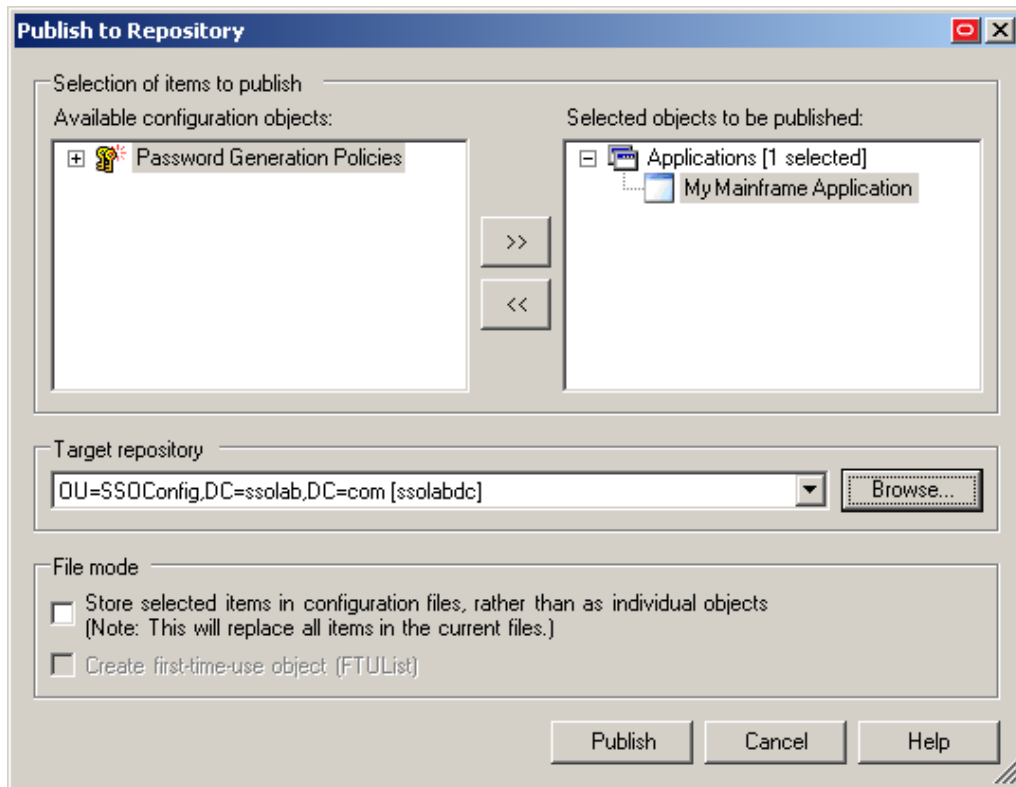 Publish to Repository
Selection of items to publish
Available configuration objects:
Selected objects to be published:
Password Generation Policies
Applications [1 selected]
My Mainframe Application
>>
<<
Target repository
OU=SSOConfig,DC=ssolab,DC=com [ssolabdc]
Browse...
File mode
Store selected items in configuration files, rather than as individual objects
(Note: This will replace all items in the current files.)
Create first-time-use object (FTUList)
Publish
Cancel
Help